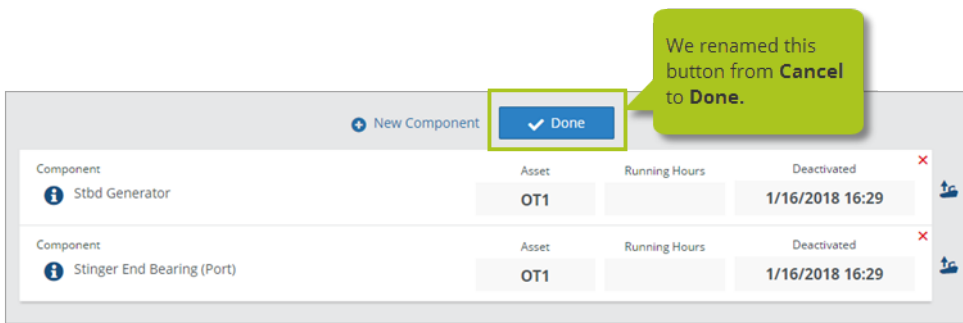 We renamed this
button from Cancel
to Done.
New Component
Done
Component
Asset
Running Hours
Deactivated
Stbd Generator
OT1
1/16/2018 16:29
Component
Asset
Running Hours
Deactivated
Stinger End Bearing (Port)
OT1
1/16/2018 16:29